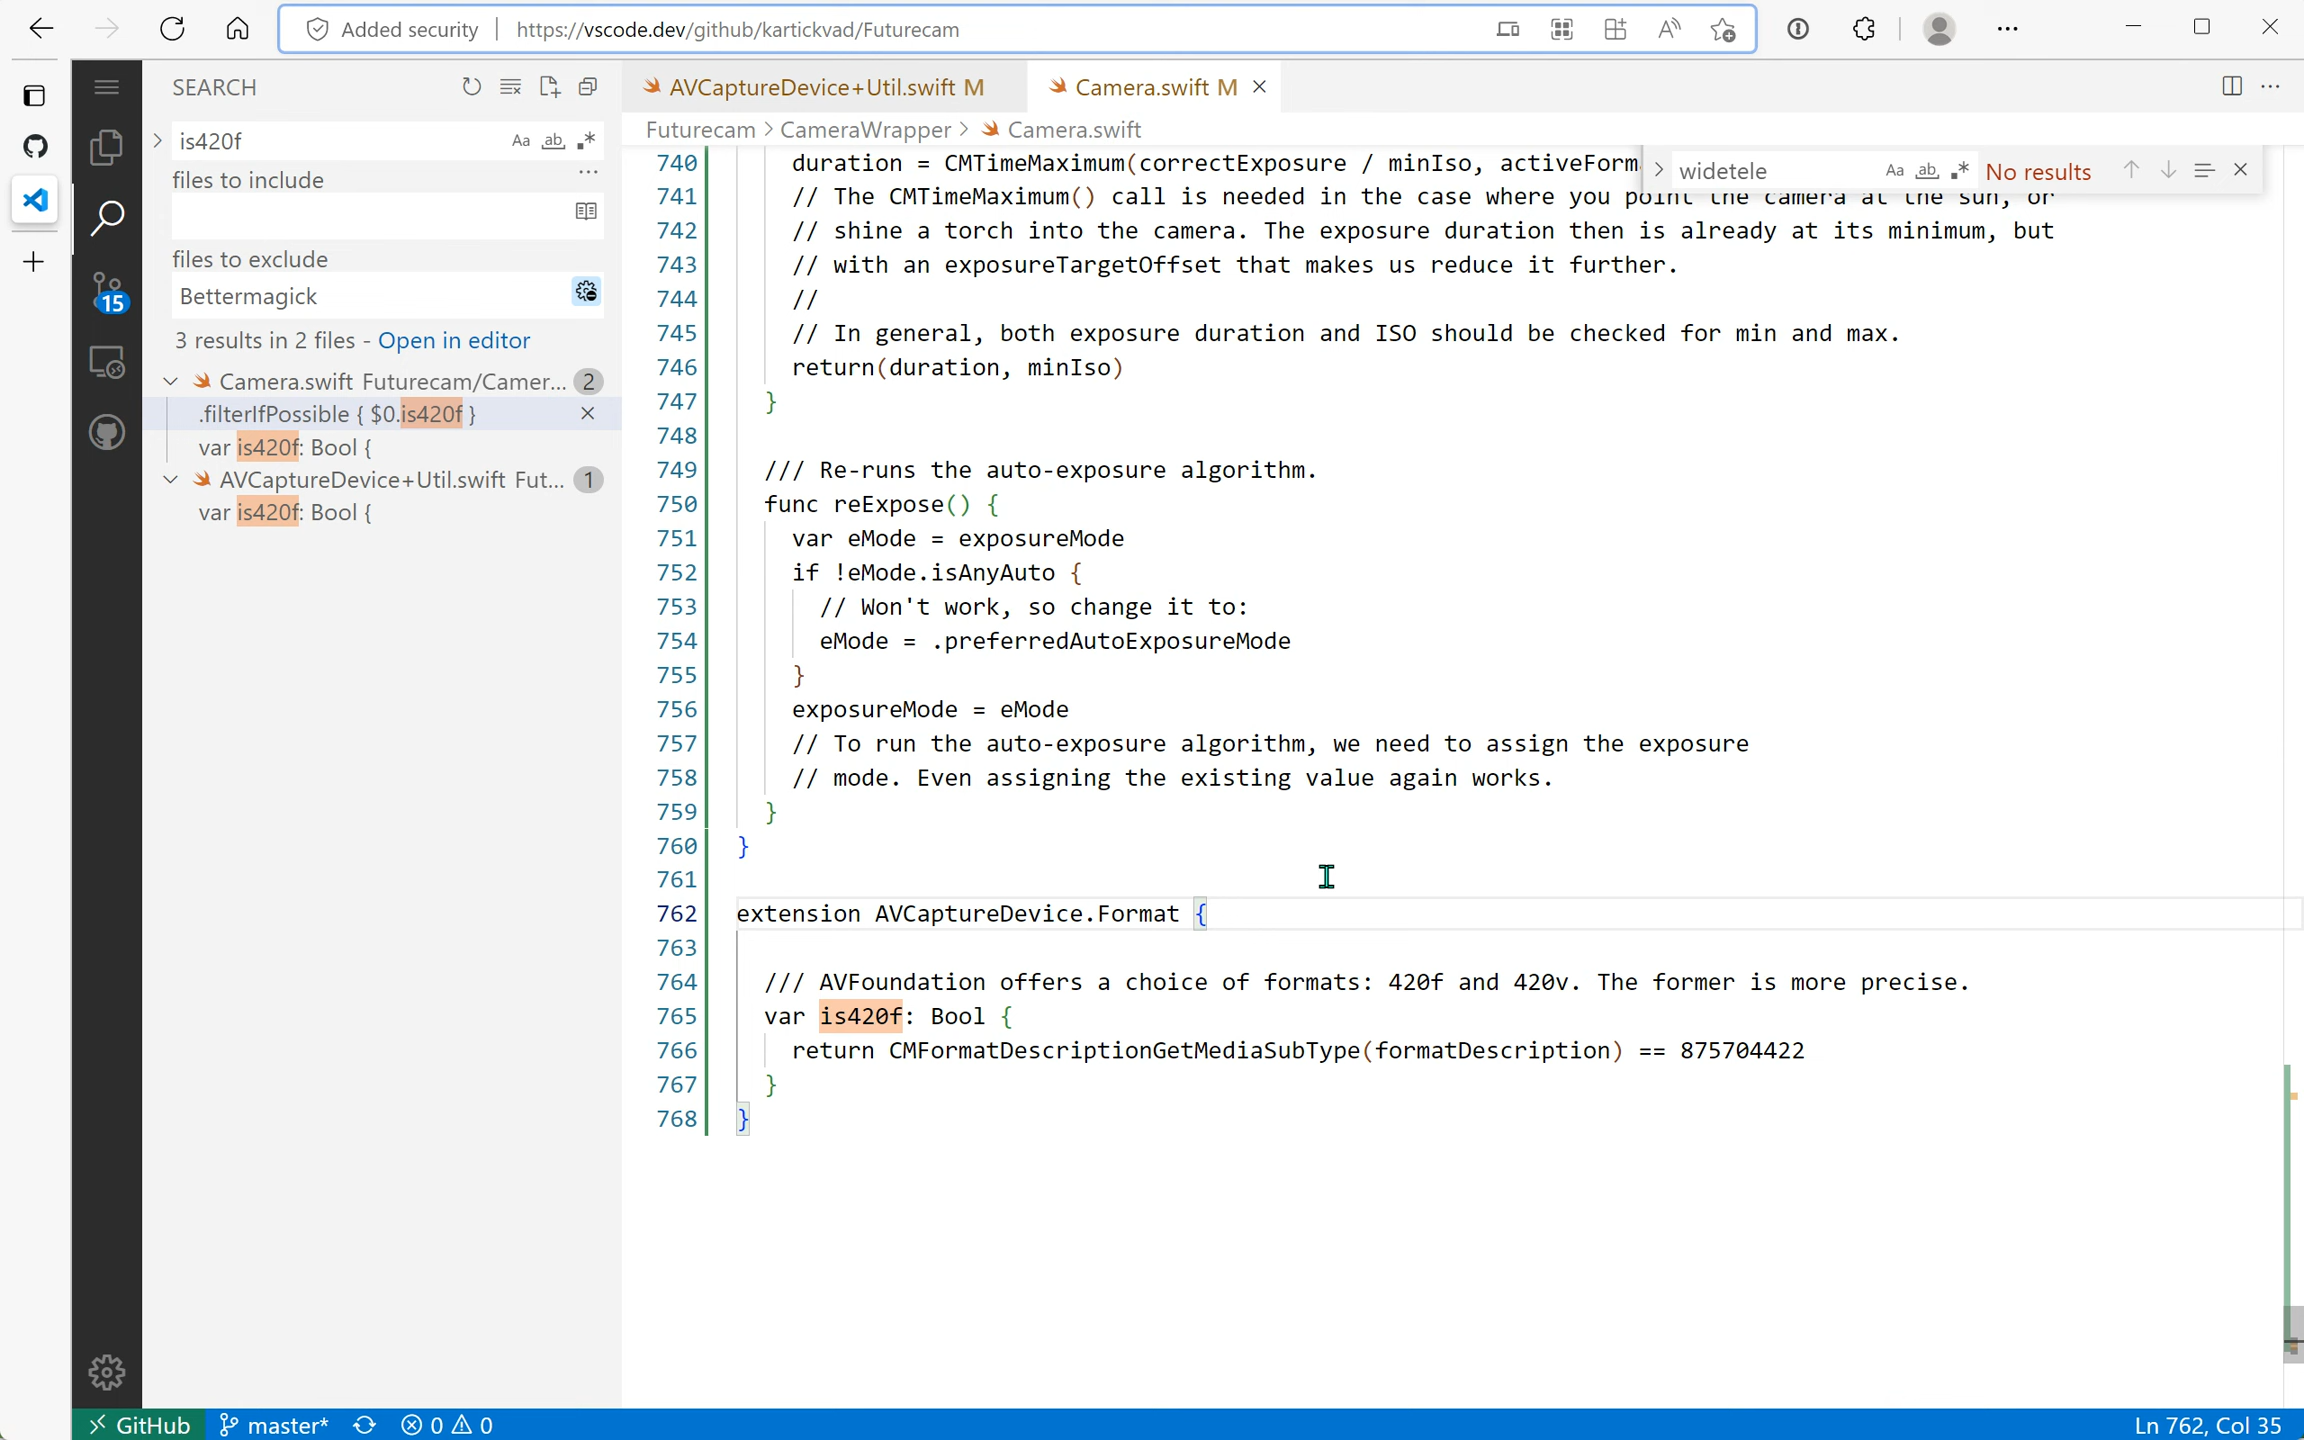 Added security
https://vscode.dev/github/kartickvad/Futurecam
SEARCH
is420f
Aa ab .*
files to include
files to exclude
Bettermagick
3 results in 2 files - Open in editor
Camera.swift Futurecam/Camer... 2
.filterIfPossible { $0.is420f }
var is420f: Bool {
AVCaptureDevice+Util.swift Fut... 1
var is420f: Bool {
15
AVCaptureDevice+Util.swift M
Camera.swift M
Futurecam > CameraWrapper > Camera.swift
widetele
Aa ab .*
No results
740 duration = CMTimeMaximum(correctExposure / minIso, activeForm
741 // The CMTimeMaximum() call is needed in the case where you point the camera at the sun, or
742 // shine a torch into the camera. The exposure duration then is already at its minimum, but
743 // with an exposureTargetOffset that makes us reduce it further.
744 //
745 // In general, both exposure duration and ISO should be checked for min and max.
746 return(duration, minIso)
747 }
748
749 /// Re-runs the auto-exposure algorithm.
750 func reExpose() {
751 var eMode = exposureMode
752 if !eMode.isAnyAuto {
753 // Won't work, so change it to:
754 eMode = .preferredAutoExposureMode
755 }
756 exposureMode = eMode
757 // To run the auto-exposure algorithm, we need to assign the exposure
758 // mode. Even assigning the existing value again works.
759 }
760 }
761
762 extension AVCaptureDevice.Format {
763
764 /// AVFoundation offers a choice of formats: 420f and 420v. The former is more precise.
765 var is420f: Bool {
766 return CMFormatDescriptionGetMediaSubType(formatDescription) == 875704422
767 }
768 }
GitHub
master*
0 0
Ln 762, Col 35